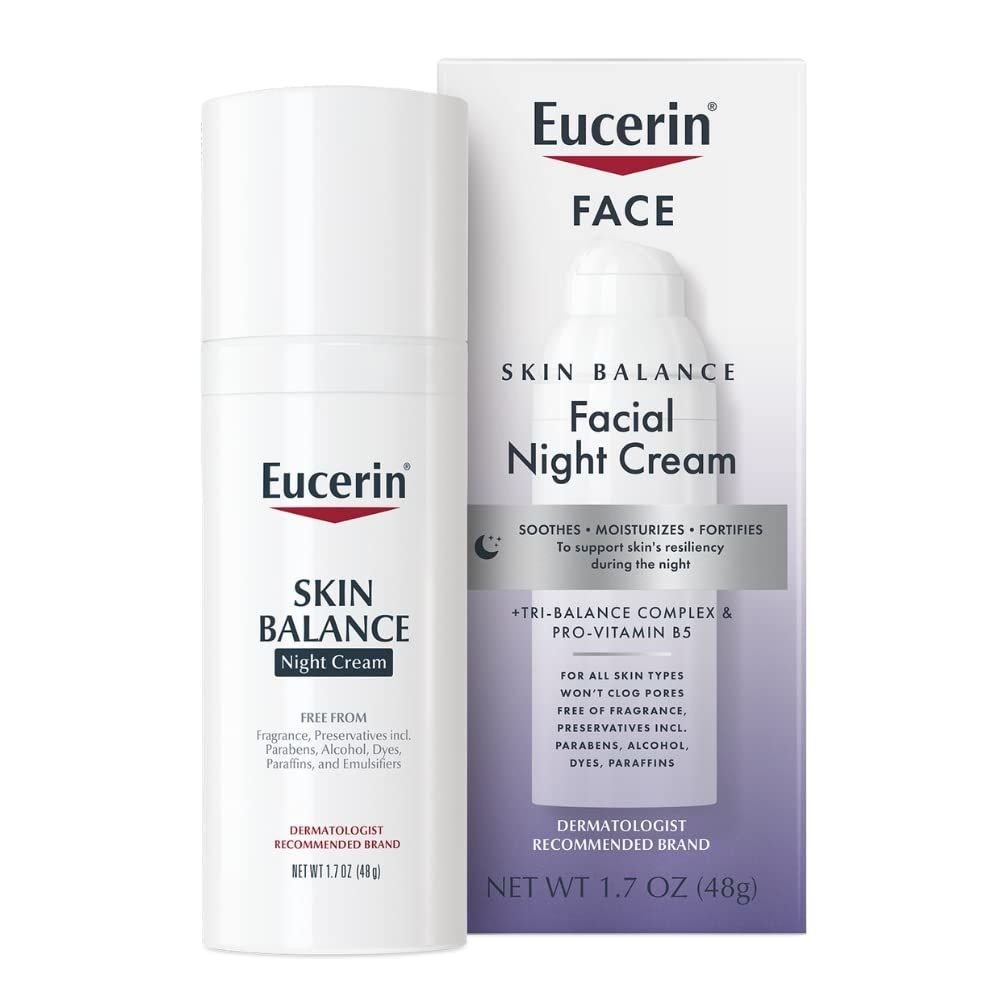 Eucerin®
SKIN
BALANCE
Night Cream
FREE FROM
Fragrance, Preservatives incl.
Parabens, Alcohol, Dyes,
Paraffins, and Emulsifiers
DERMATOLOGIST
RECOMMENDED BRAND
NET WT 1.7 OZ (48g)
Eucerin®
FACE
SKIN BALANCE
Facial
Night Cream
SOOTHES • MOISTURIZES • FORTIFIES
To support skin's resiliency
during the night
+TRI-BALANCE COMPLEX &
PRO-VITAMIN B5
FOR ALL SKIN TYPES
WON'T CLOG PORES
FREE OF FRAGRANCE,
PRESERVATIVES INCL.
PARABENS, ALCOHOL,
DYES, PARAFFINS
DERMATOLOGIST
RECOMMENDED BRAND
NET WT 1.7 OZ (48g)